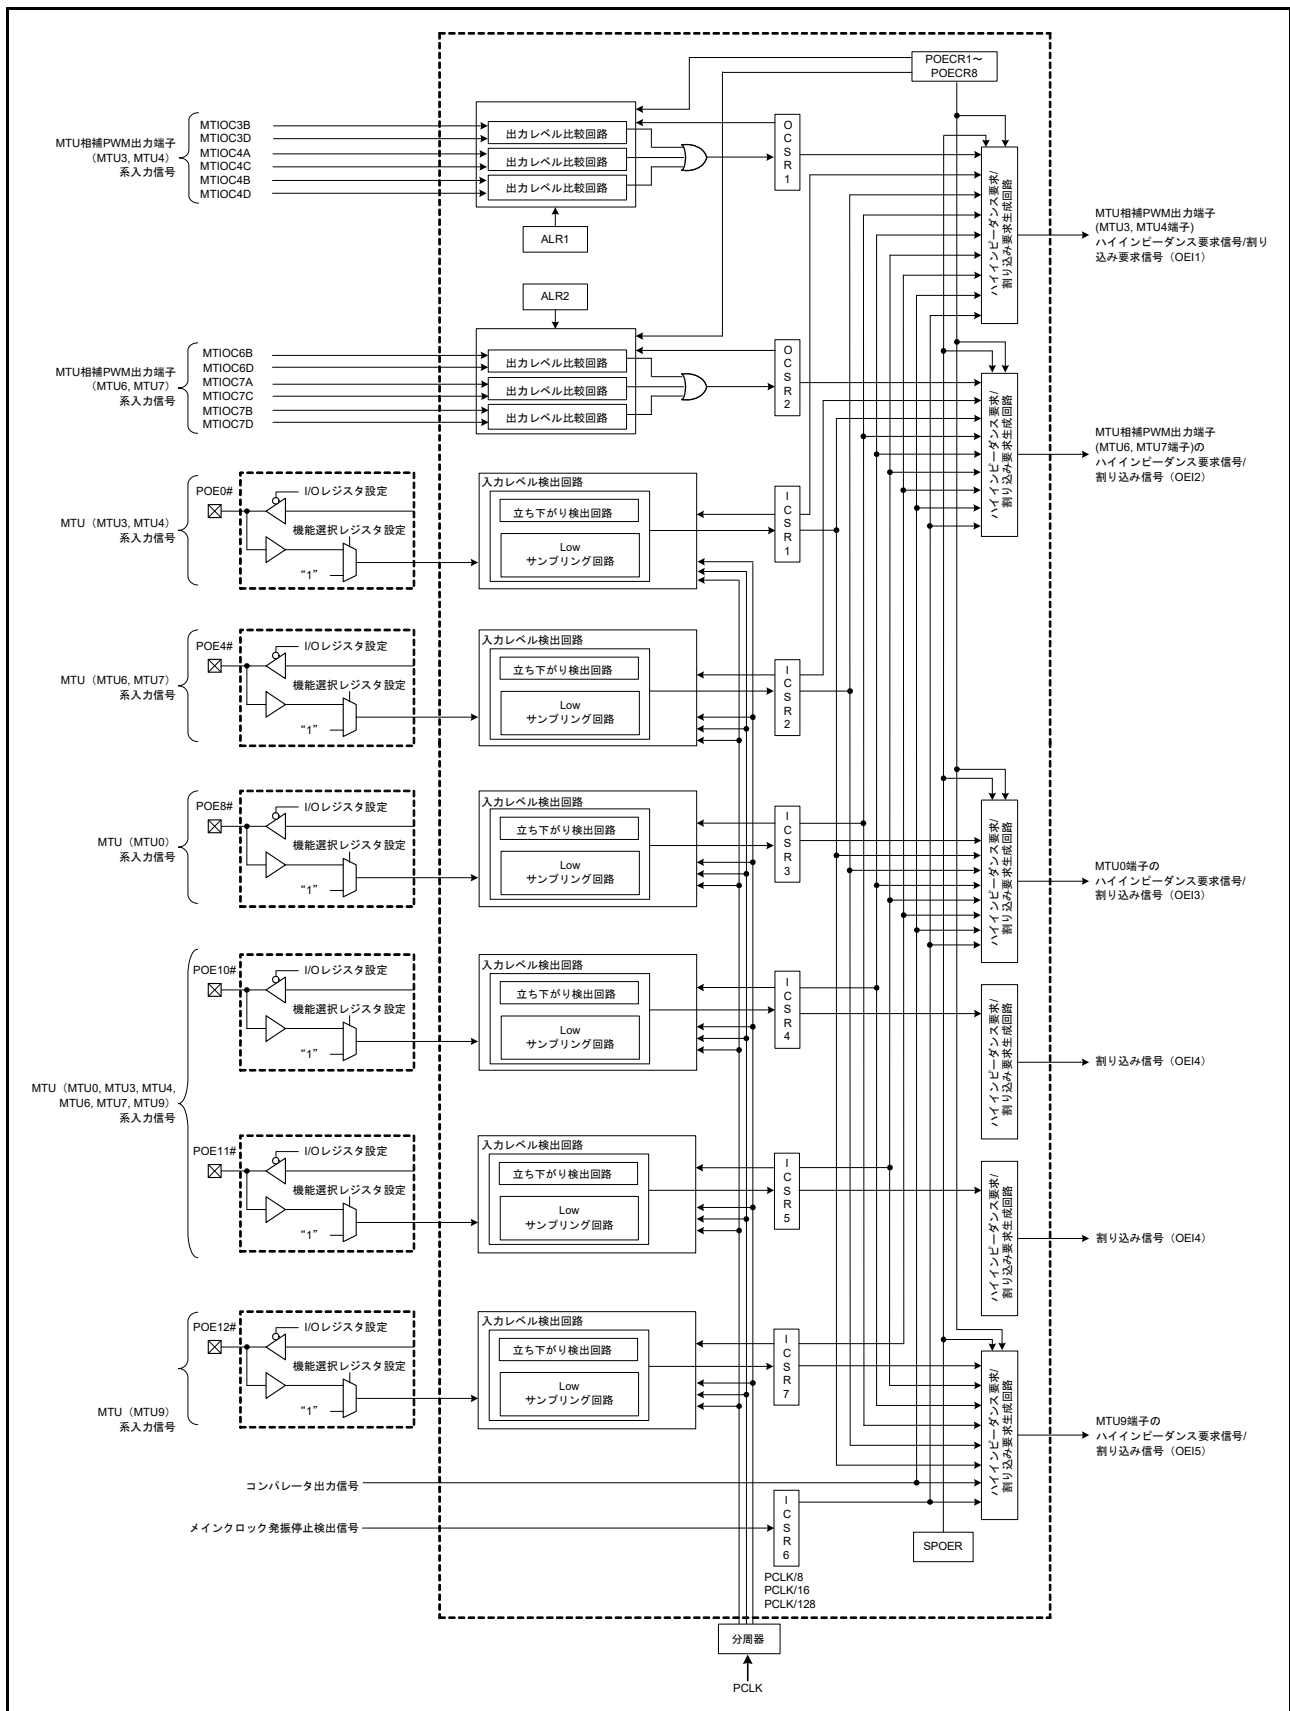 POECR1～
POECR8
MTU相補PWM出力端子
（MTU3, MTU4）
系入力信号
MTIOC3B
MTIOC3D
MTIOC4A
MTIOC4C
MTIOC4B
MTIOC4D
出力レベル比較回路
出力レベル比較回路
出力レベル比較回路
ALR1
OCSR1
ハイインピーダンス要求/
割り込み要求生成回路
MTU相補PWM出力端子
(MTU3, MTU4端子)
ハイインピーダンス要求信号/割り
込み要求信号（OEI1）
ALR2
MTU相補PWM出力端子
（MTU6, MTU7）
系入力信号
MTIOC6B
MTIOC6D
MTIOC7A
MTIOC7C
MTIOC7B
MTIOC7D
出力レベル比較回路
出力レベル比較回路
出力レベル比較回路
OCSR2
ハイインピーダンス要求/
割り込み要求生成回路
MTU相補PWM出力端子
(MTU6, MTU7端子)の
ハイインピーダンス要求信号/
割り込み信号（OEI2）
MTU（MTU3, MTU4）
系入力信号
POE0#
I/Oレジスタ設定
機能選択レジスタ設定
“1”
入力レベル検出回路
立ち下がり検出回路
Low
サンプリング回路
ICSR1
MTU（MTU6, MTU7）
系入力信号
POE4#
I/Oレジスタ設定
機能選択レジスタ設定
“1”
入力レベル検出回路
立ち下がり検出回路
Low
サンプリング回路
ICSR2
MTU（MTU0）
系入力信号
POE8#
I/Oレジスタ設定
機能選択レジスタ設定
“1”
入力レベル検出回路
立ち下がり検出回路
Low
サンプリング回路
ICSR3
ハイインピーダンス要求/
割り込み要求生成回路
MTU0端子の
ハイインピーダンス要求信号/
割り込み信号（OEI3）
MTU（MTU0, MTU3, MTU4,
MTU6, MTU7, MTU9）
系入力信号
POE10#
I/Oレジスタ設定
機能選択レジスタ設定
“1”
入力レベル検出回路
立ち下がり検出回路
Low
サンプリング回路
ICSR4
ハイインピーダンス要求/
割り込み要求生成回路
割り込み信号（OEI4）
POE11#
I/Oレジスタ設定
機能選択レジスタ設定
“1”
入力レベル検出回路
立ち下がり検出回路
Low
サンプリング回路
ICSR5
ハイインピーダンス要求/
割り込み要求生成回路
割り込み信号（OEI4）
MTU（MTU9）
系入力信号
POE12#
I/Oレジスタ設定
機能選択レジスタ設定
“1”
入力レベル検出回路
立ち下がり検出回路
Low
サンプリング回路
ICSR7
ハイインピーダンス要求/
割り込み要求生成回路
MTU9端子の
ハイインピーダンス要求信号/
割り込み信号（OEI5）
コンパレータ出力信号
メインクロック発振停止検出信号
ICSR6
SPOER
PCLK/8
PCLK/16
PCLK/128
分周器
PCLK